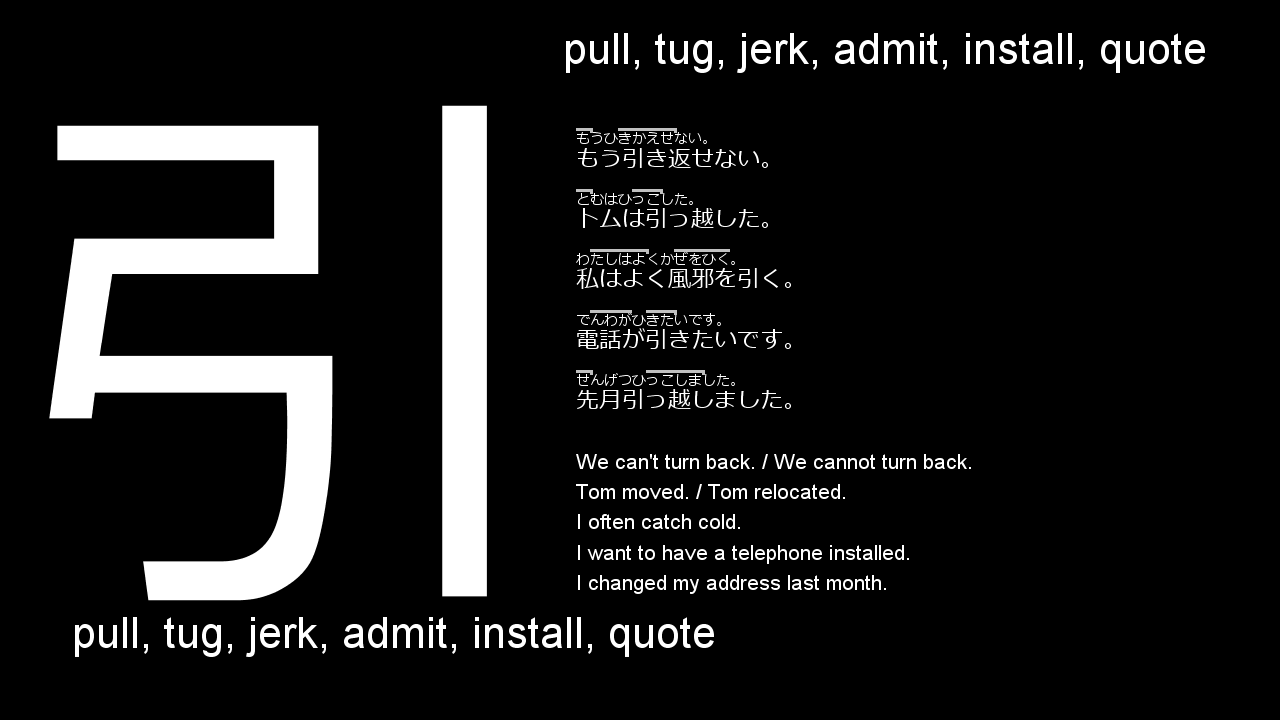 pull, tug, jerk, admit, install, quote
引
もうひきかえせない。
もう引き返せない。
とむはひっこした。
トムは引っ越した。
わたしはよくかぜをひく。
私はよく風邪を引く。
でんわがひきたいです。
電話が引きたいです。
せんげつひっこしました。
先月引っ越しました。
We can't turn back. / We cannot turn back.
Tom moved. / Tom relocated.
I often catch cold.
I want to have a telephone installed.
I changed my address last month.
pull, tug, jerk, admit, install, quote